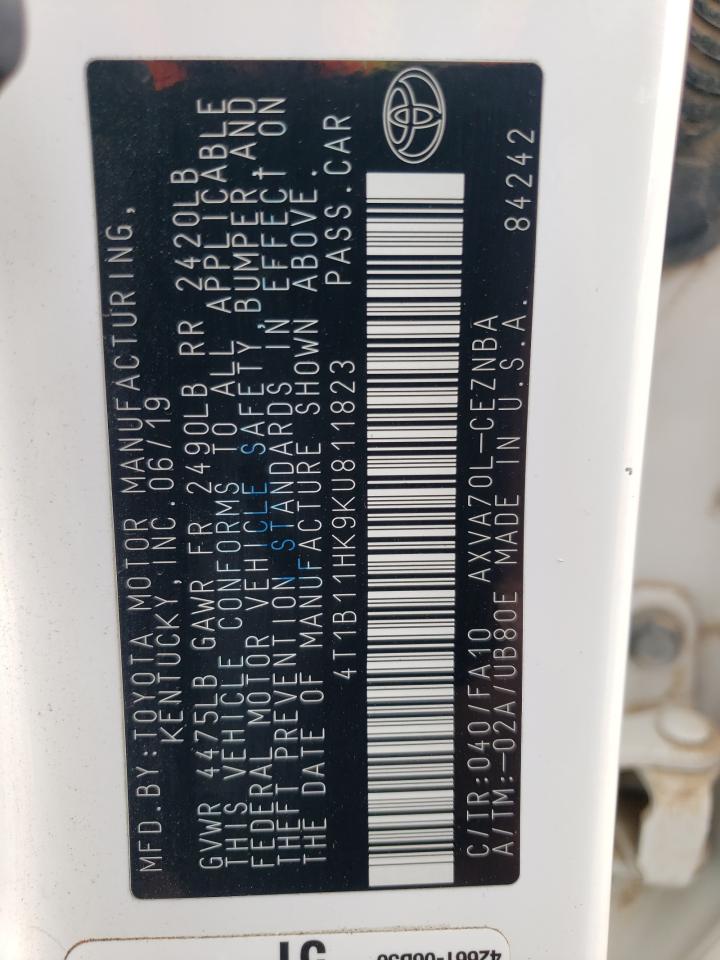 MFD.BY:TOYOTA MOTOR MANUFACTURING,
KENTUCKY, INC. 06/19
GVWR 4475LB GAWR FR 2490LB RR 2420LB
THIS VEHICLE CONFORMS TO ALL APPLICABLE
FEDERAL MOTOR VEHICLE SAFETY, BUMPER, AND
THEFT PREVENTION STANDARDS IN EFFECT ON
THE DATE OF MANUFACTURE SHOWN ABOVE.
4T1B11HK9KU811823 PASS.CAR
C/TR:040/FA10 AXVA70L-CEZNBA
A/TM:-02A/UB80E MADE IN U.S.A. 84242